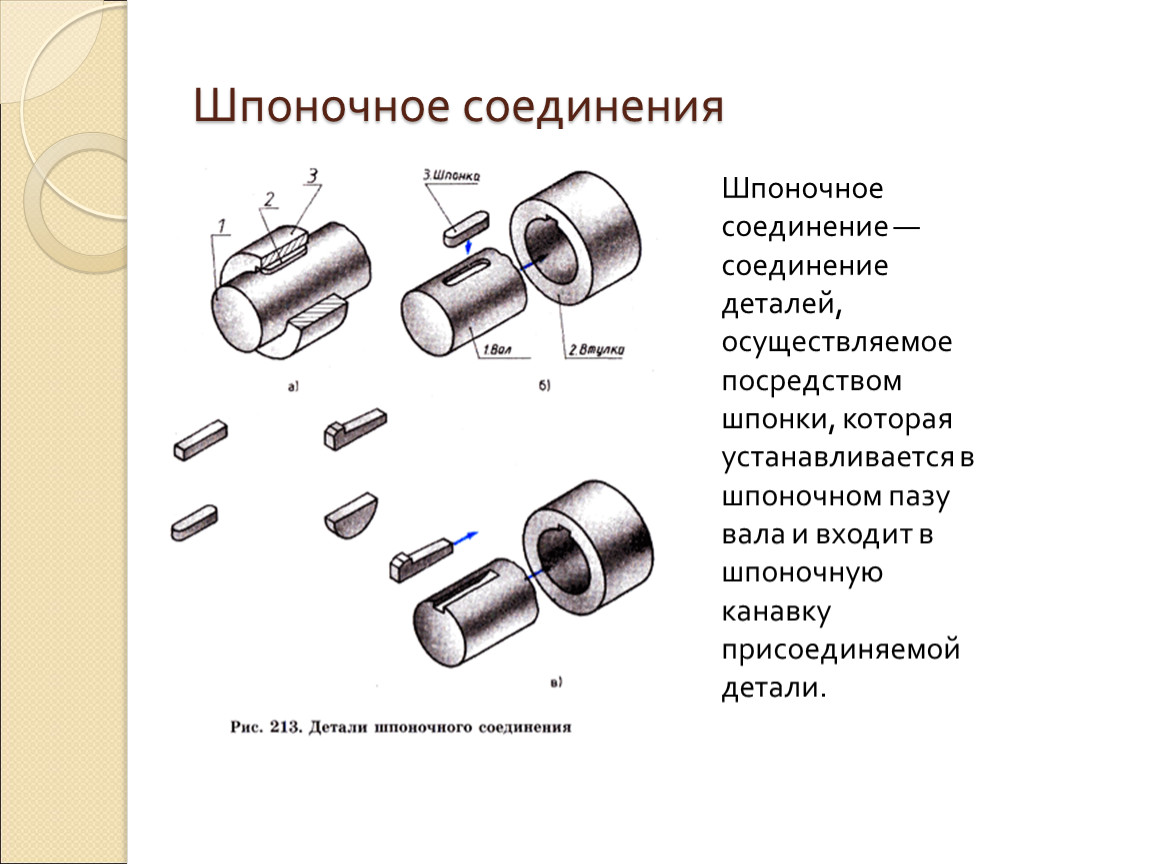 Шпоночное соединения
1
2
3
а)
3.Шпонка
1.Вал
2.Втулка
б)
в)
Рис. 213. Детали шпоночного соединения
Шпоночное
соединение —
соединение
деталей,
осуществляемое
посредством
шпонки, которая
устанавливается в
шпоночном пазу
вала и входит в
шпоночную
канавку
присоединяемой
детали.